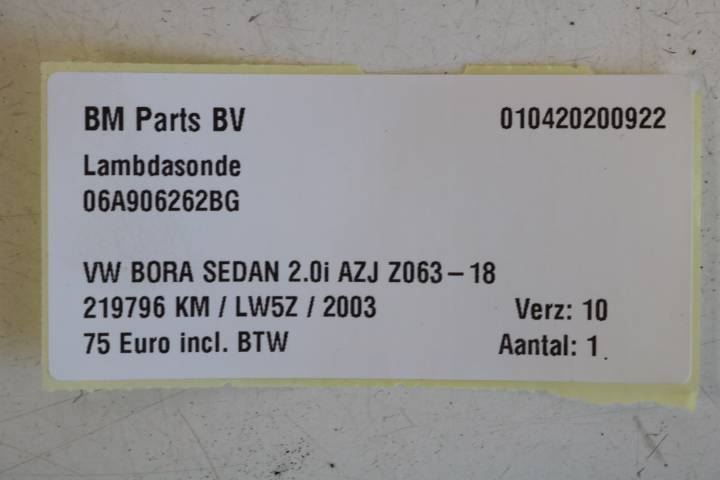 BM Parts BV 010420200922
Lambdasonde
06A906262BG
VW BORA SEDAN 2.0i AZJ Z063-18
219796 KM / LW5Z / 2003 Verz: 10
75 Euro incl. BTW Aantal: 1